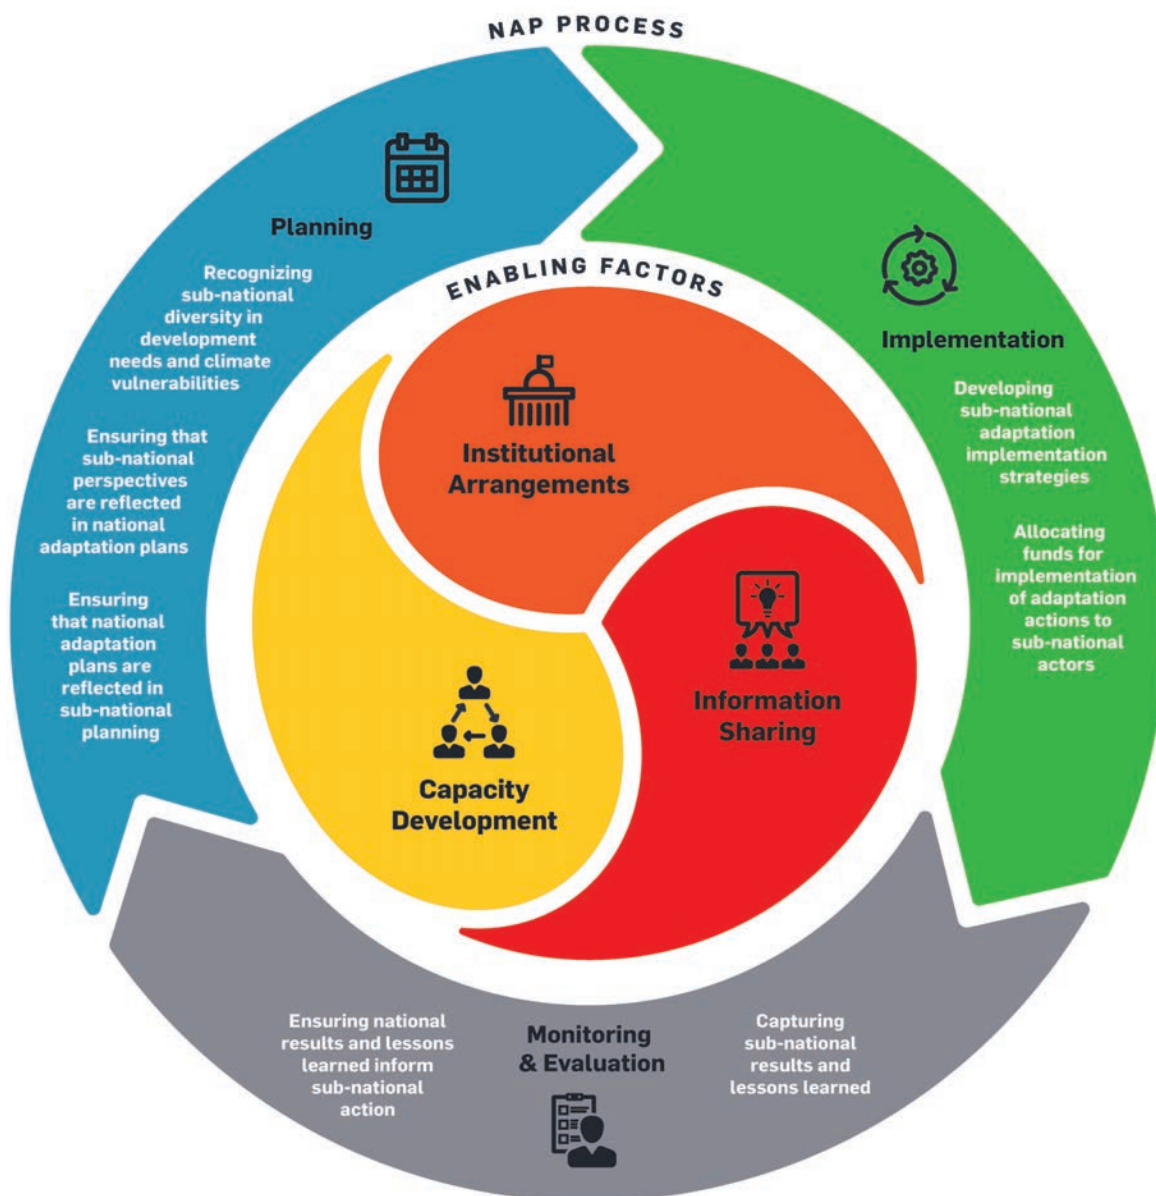 NAP PROCESS
Planning
Recognizing
sub-national
diversity in
development
needs and climate
vulnerabilities
Ensuring that
sub-national
perspectives
are reflected
in national
adaptation plans
Ensuring
that national
adaptation
plans are
reflected in
sub-national
planning
Implementation
Developing
sub-national
adaptation
implementation
strategies
Allocating
funds for
implementation
of adaptation
actions to
sub-national
actors
ENABLING FACTORS
Institutional
Arrangements
Information
Sharing
Capacity
Development
Ensuring national
results and lessons
learned inform
sub-national
action
Monitoring
& Evaluation
Capturing
sub-national
results and
lessons learned